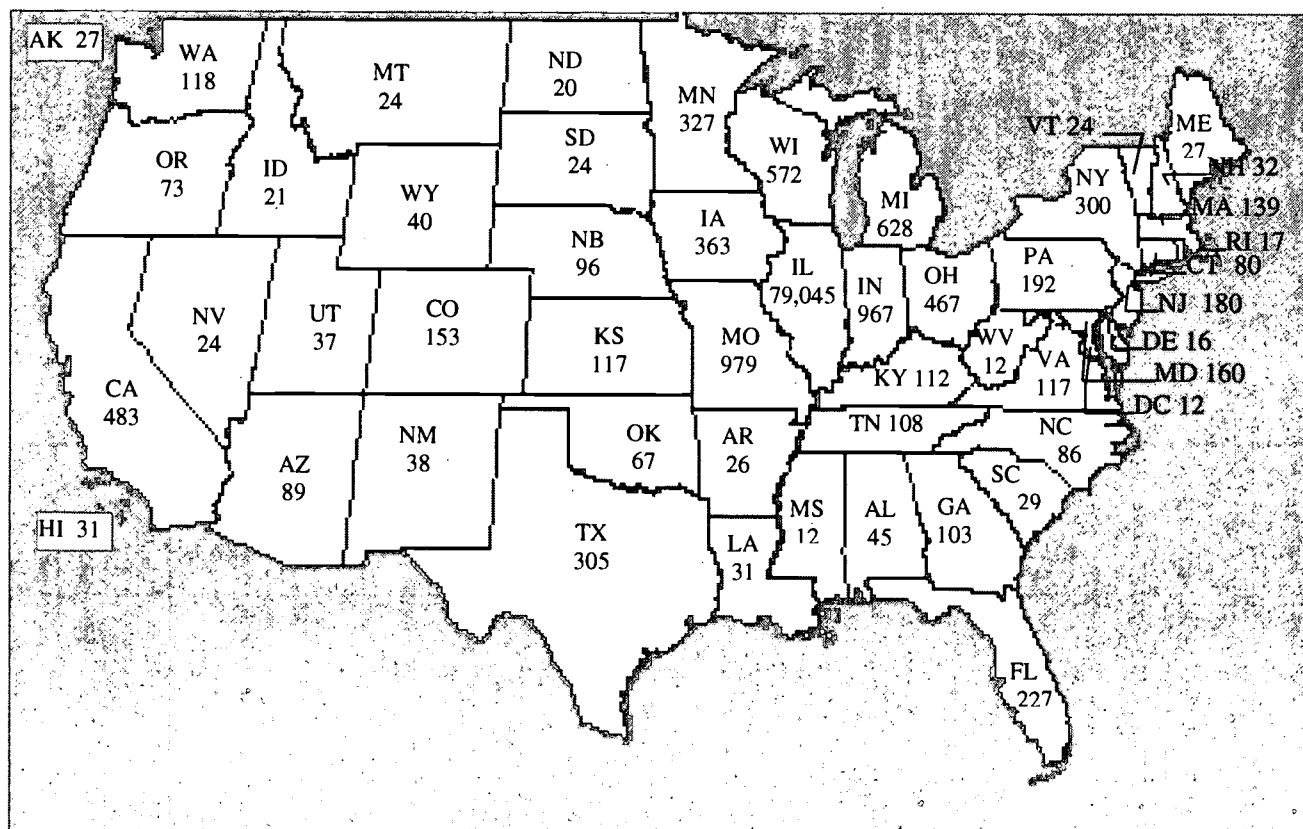 AK 27
WA
118
MT
24
ND
20
MN
327
OR
73
ID
21
WY
40
SD
24
WI
572
MI
628
VT 24
ME
27
NH 32
NY
300
MA 139
RI 17
CT 80
NB
96
IA
363
IL
79,045
IN
967
OH
467
PA
192
NJ 180
DE 16
MD 160
DC 12
NV
24
UT
37
CO
153
KS
117
MO
979
KY 112
WV
12
VA
117
CA
483
AZ
89
NM
38
OK
67
AR
26
TN 108
NC
86
SC
29
HI 31
TX
305
LA
31
MS
12
AL
45
GA
103
FL
227